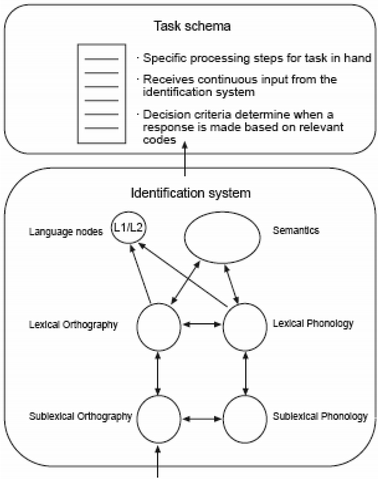 Task schema
· Specific processing steps for task in hand
· Receives continuous input from the
identification system
· Decision criteria determine when a
response is made based on relevant
codes
Identification system
Language nodes
L1/L2
Semantics
Lexical Orthography
Lexical Phonology
Sublexical Orthography
Sublexical Phonology